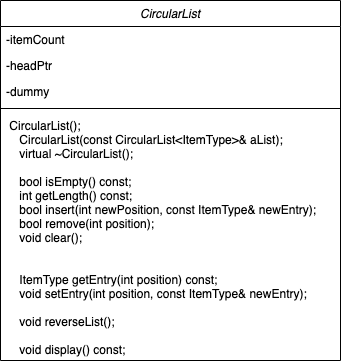 CircularList
-itemCount
-headPtr
-dummy
CircularList();
CircularList(const CircularList<ItemType>& aList);
virtual ~CircularList();
bool isEmpty() const;
int getLength() const;
bool insert(int newPosition, const ItemType& newEntry);
bool remove(int position);
void clear();
ItemType getEntry(int position) const;
void setEntry(int position, const ItemType& newEntry);
void reverseList();
void display() const;